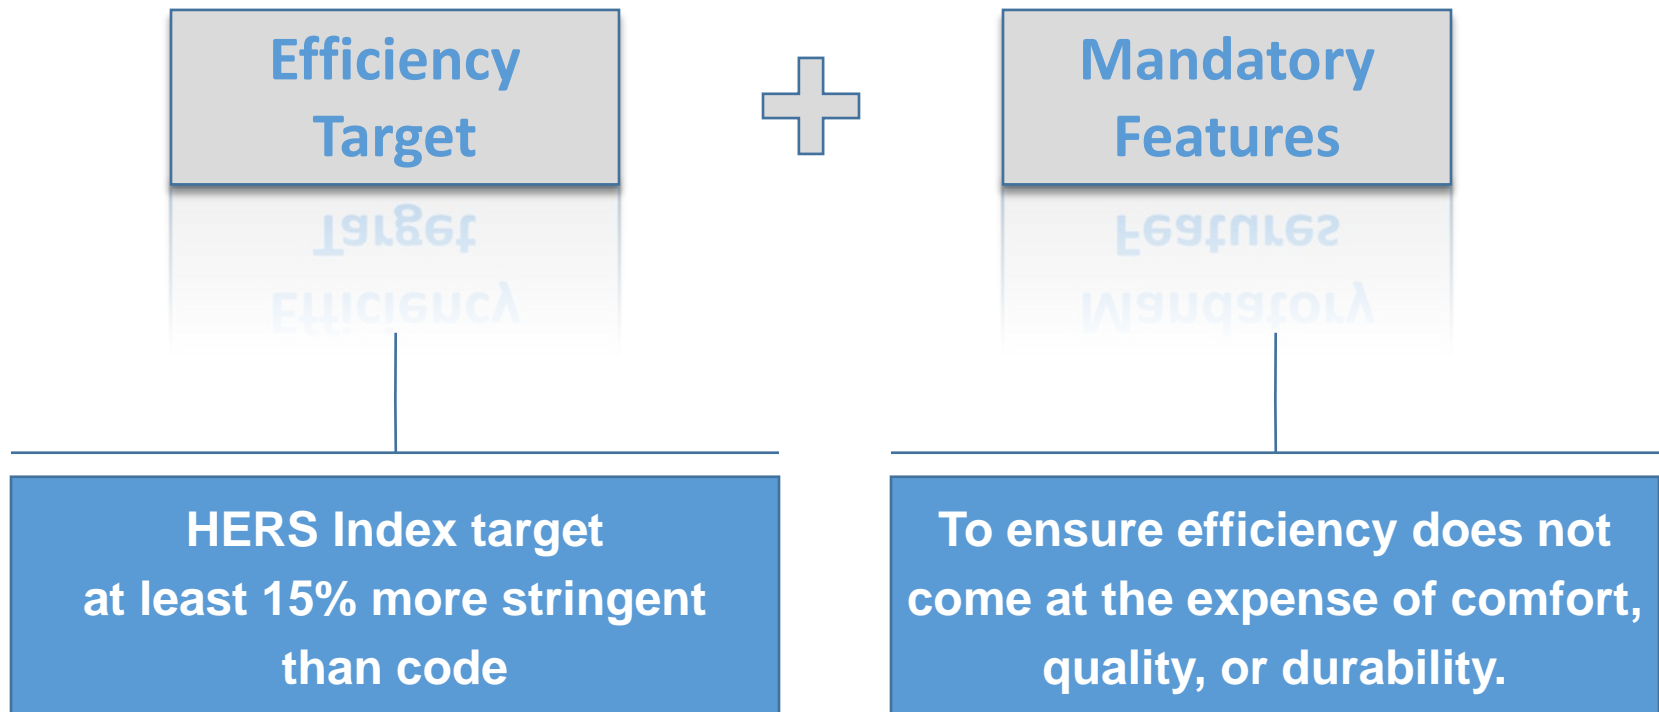 Efficiency
Target
Mandatory
Features
HERS Index target
at least 15% more stringent
than code
To ensure efficiency does not
come at the expense of comfort,
quality, or durability.